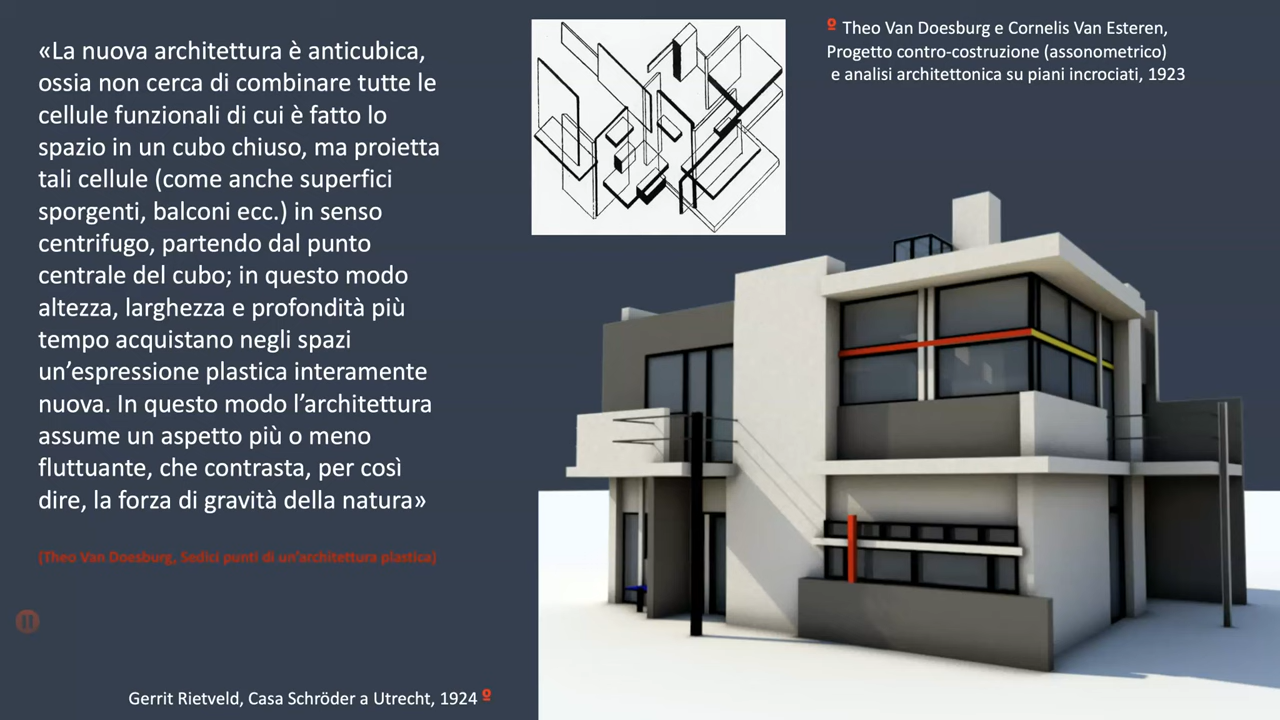 «La nuova architettura è anticubica,
ossia non cerca di combinare tutte le
cellule funzionali di cui è fatto lo
spazio in un cubo chiuso, ma proietta
tali cellule (come anche superfici
sporgenti, balconi ecc.) in senso
centrifugo, partendo dal punto
centrale del cubo; in questo modo
altezza, larghezza e profondità più
tempo acquistano negli spazi
un’espressione plastica interamente
nuova. In questo modo l’architettura
assume un aspetto più o meno
fluttuante, che contrasta, per così
dire, la forza di gravità della natura»
[Theo Van Doesburg, Sedici punti di un’architettura plastica]
º Theo Van Doesburg e Cornelis Van Esteren,
Progetto contro-costruzione (assonometrico)
e analisi architettonica su piani incrociati, 1923
Gerrit Rietveld, Casa Schröder a Utrecht, 1924 º